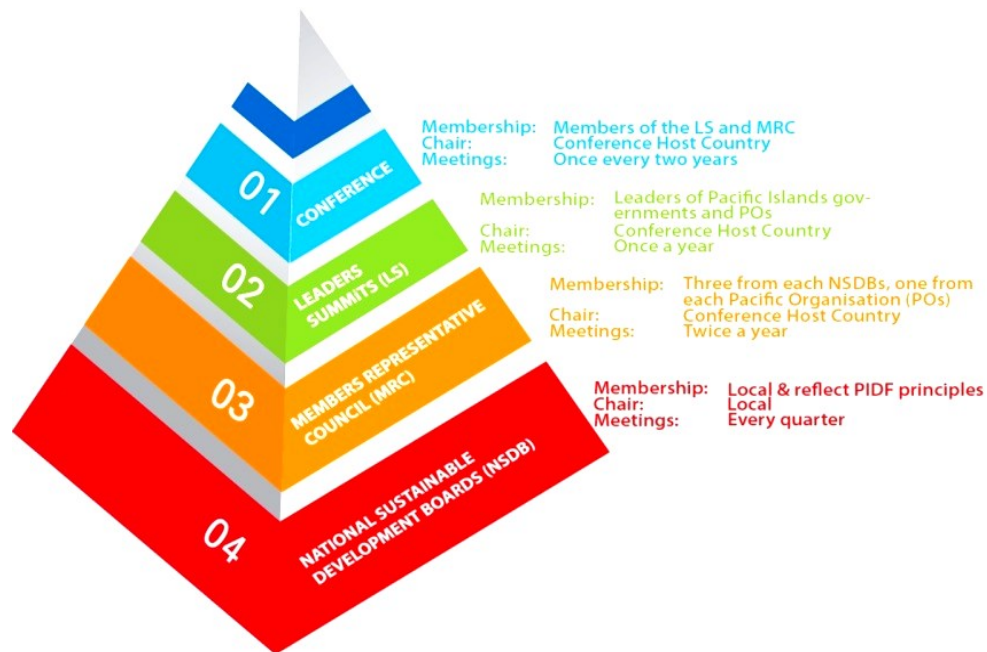 01
CONFERENCE
Membership: Members of the LS and MRC
Chair: Conference Host Country
Meetings: Once every two years
02
LEADERS
SUMMITS (LS)
Membership: Leaders of Pacific Islands gov-
ernments and POs
Chair: Conference Host Country
Meetings: Once a year
03
MEMBERS REPRESENTATIVE
COUNCIL (MRC)
Membership: Three from each NSDBs, one from
each Pacific Organisation (POs)
Chair: Conference Host Country
Meetings: Twice a year
04
NATIONAL SUSTAINABLE
DEVELOPMENT BOARDS (NSDB)
Membership: Local & reflect PIDF principles
Chair: Local
Meetings: Every quarter